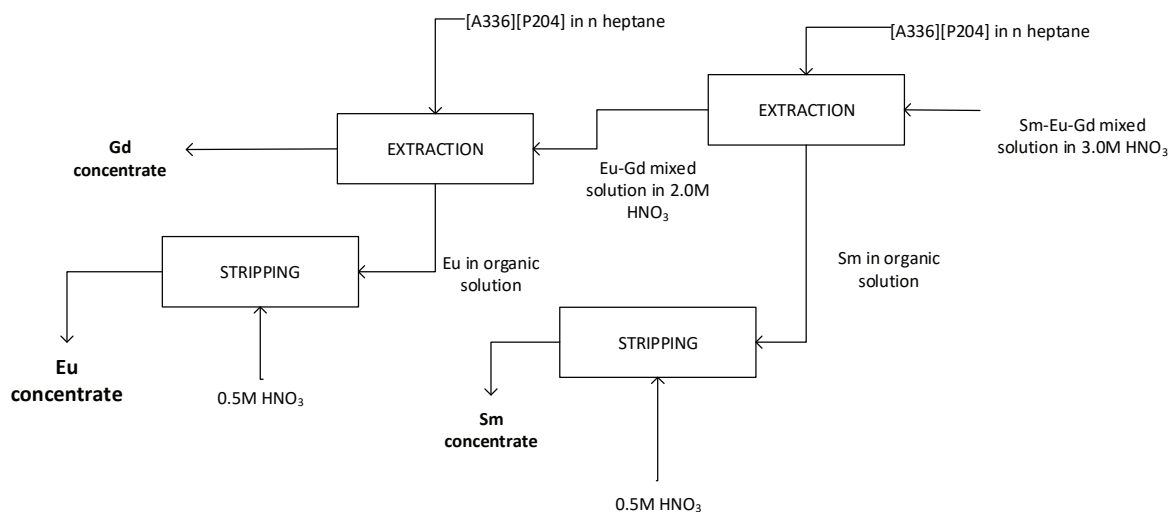 [A336][P204] in n heptane
[A336][P204] in n heptane
EXTRACTION
Sm-Eu-Gd mixed
solution in 3.0M HNO₃
EXTRACTION
Gd
concentrate
Eu-Gd mixed
solution in 2.0M
HNO₃
STRIPPING
Eu in organic
solution
Sm in organic
solution
STRIPPING
Eu
concentrate
0.5M HNO₃
Sm
concentrate
0.5M HNO₃